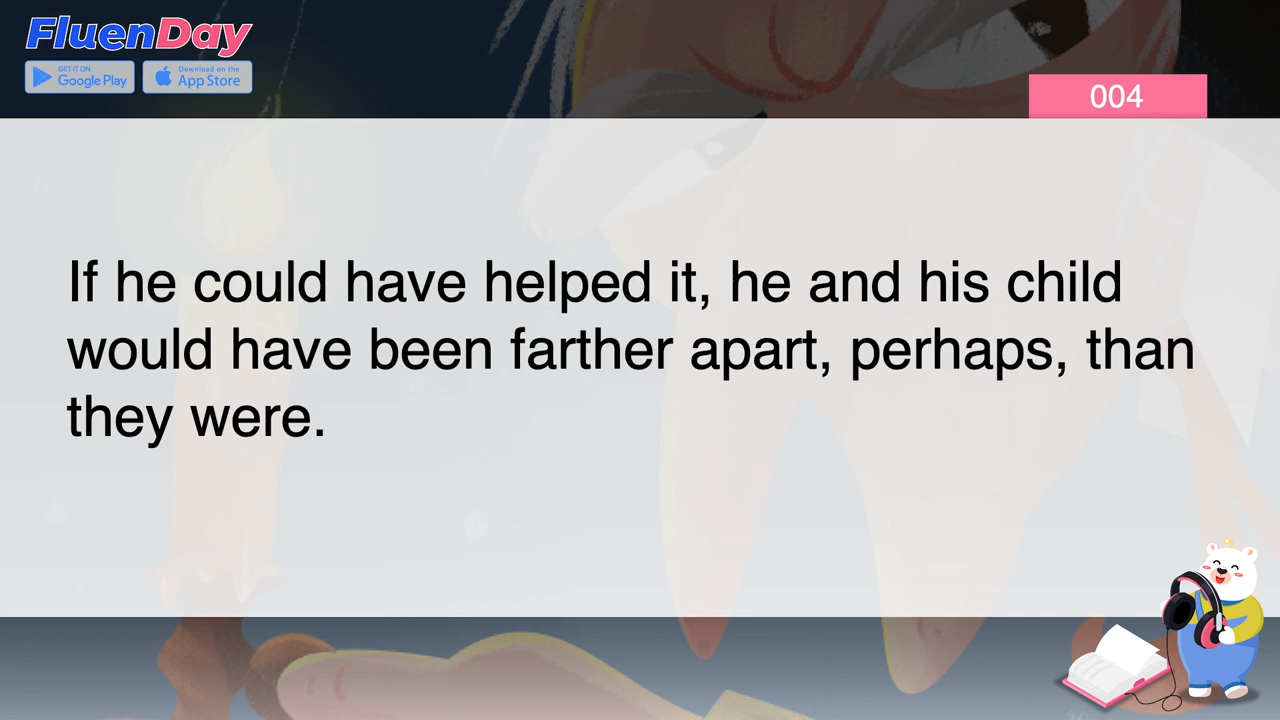 FluenDay
GET IT ON
Google Play
Download on the
App Store
004
If he could have helped it, he and his child
would have been farther apart, perhaps, than
they were.